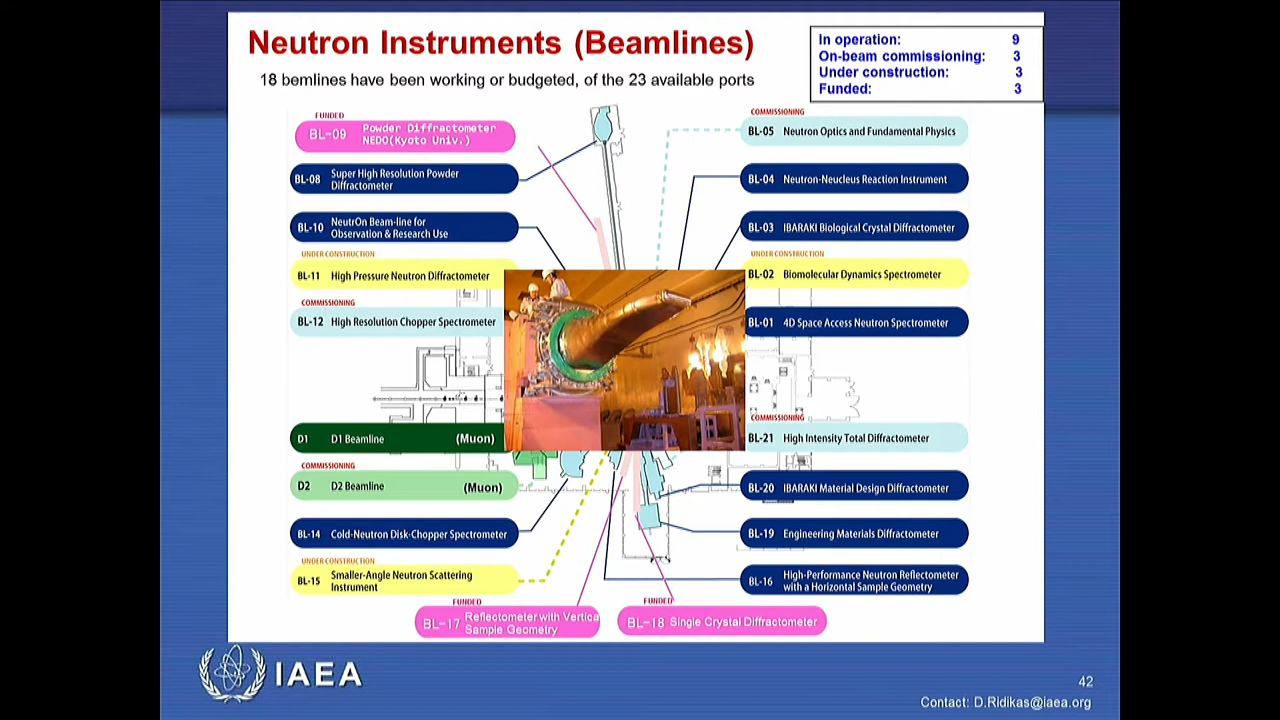 Neutron Instruments (Beamlines)
18 bemlines have been working or budgeted, of the 23 available ports
In operation: 9
On-beam commissioning: 3
Under construction: 3
Funded: 3
FUNDED
BL-09 Powder Diffractometer
NEDO(Kyoto Univ.)
BL-08 Super High Resolution Powder
Diffractometer
BL-10 NeutrOn Beam-line for
Observation & Research Use
UNDER CONSTRUCTION
BL-11 High Pressure Neutron Diffractometer
COMMISSIONING
BL-12 High Resolution Chopper Spectrometer
D1 D1 Beamline (Muon)
COMMISSIONING
D2 D2 Beamline (Muon)
BL-14 Cold-Neutron Disk-Chopper Spectrometer
UNDER CONSTRUCTION
BL-15 Smaller-Angle Neutron Scattering
Instrument
FUNDED
BL-17 Reflectometer with Vertica
Sample Geometry
COMMISSIONING
BL-05 Neutron Optics and Fundamental Physics
BL-04 Neutron-Neucleus Reaction Instrument
BL-03 IBARAKI Biological Crystal Diffractometer
UNDER CONSTRUCTION
BL-02 Biomolecular Dynamics Spectrometer
BL-01 4D Space Access Neutron Spectrometer
COMMISSIONING
BL-21 High Intensity Total Diffractometer
BL-20 IBARAKI Material Design Diffractometer
BL-19 Engineering Materials Diffractometer
BL-16 High-Performance Neutron Reflectometer
with a Horizontal Sample Geometry
FUNDED
BL-18 Single Crystal Diffractometer
IAEA
42
Contact: D.Ridikas@iaea.org